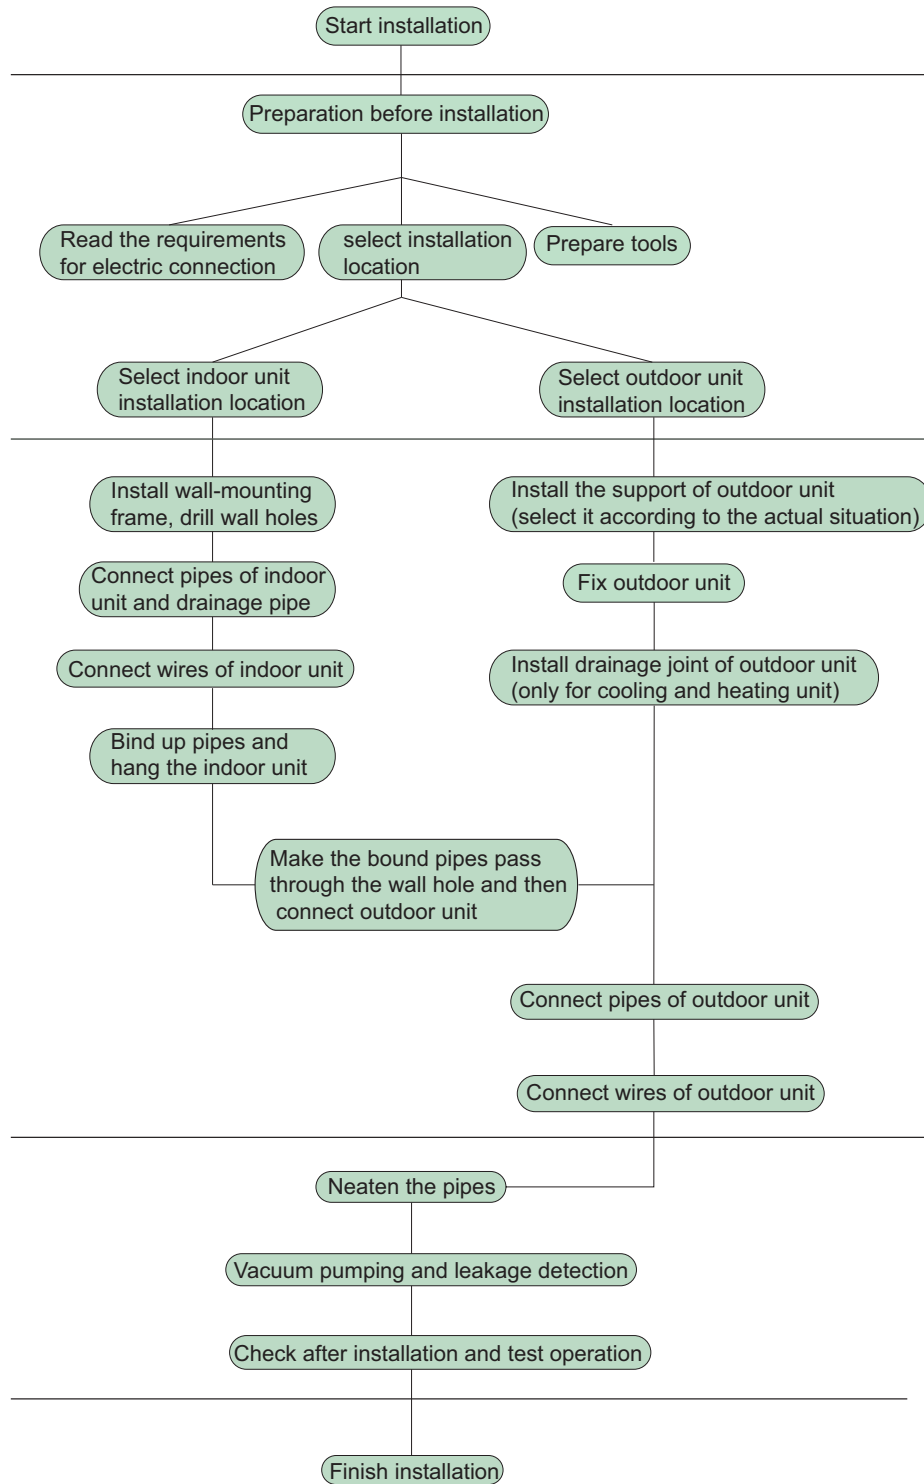 Start installation
Preparation before installation
Read the requirements
for electric connection
select installation
location
Prepare tools
Select indoor unit
installation location
Select outdoor unit
installation location
Install wall-mounting
frame, drill wall holes
Install the support of outdoor unit
(select it according to the actual situation)
Connect pipes of indoor
unit and drainage pipe
Fix outdoor unit
Connect wires of indoor unit
Install drainage joint of outdoor unit
(only for cooling and heating unit)
Bind up pipes and
hang the indoor unit
Make the bound pipes pass
through the wall hole and then
connect outdoor unit
Connect pipes of outdoor unit
Connect wires of outdoor unit
Neaten the pipes
Vacuum pumping and leakage detection
Check after installation and test operation
Finish installation